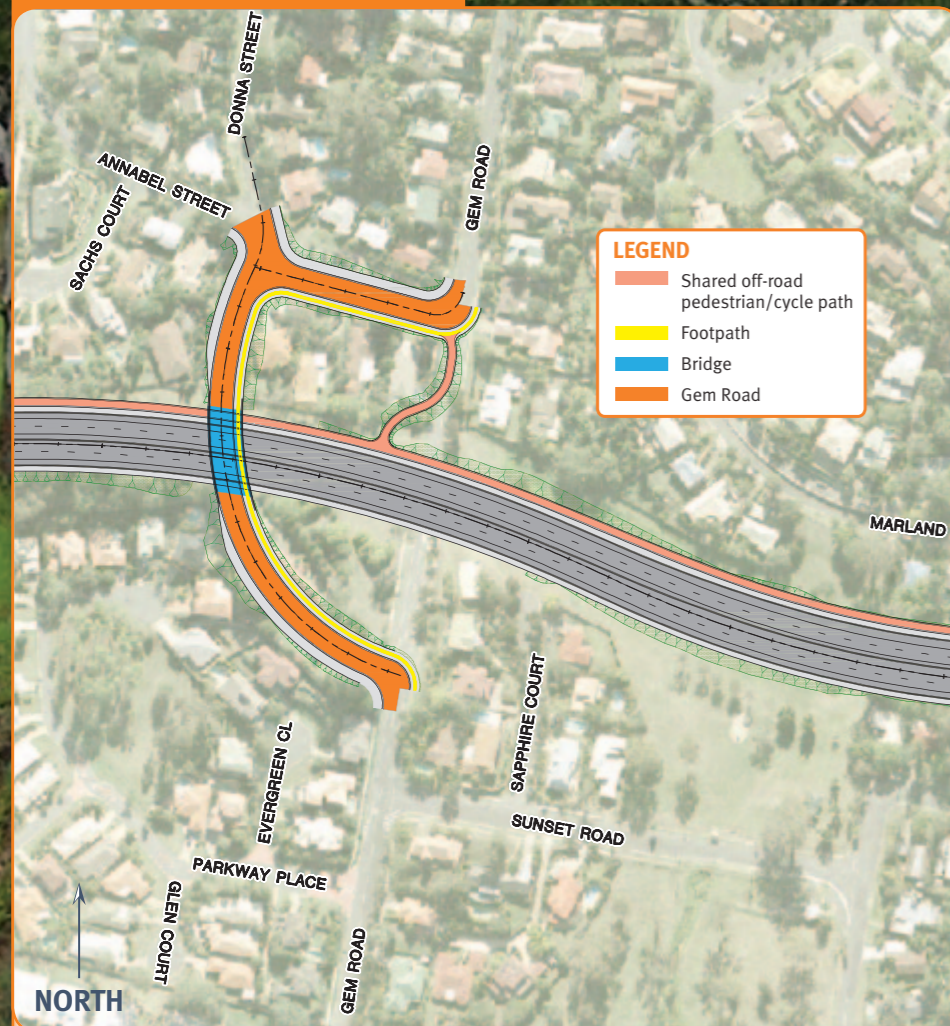 DONNA STREET
ANNABEL STREET
SACHS COURT
GEM ROAD
LEGEND
Shared off-road
pedestrian/cycle path
Footpath
Bridge
Gem Road
MARLAND
SAPPHIRE COURT
EVERGREEN CL
SUNSET ROAD
PARKWAY PLACE
GLEN COURT
GEM ROAD
NORTH